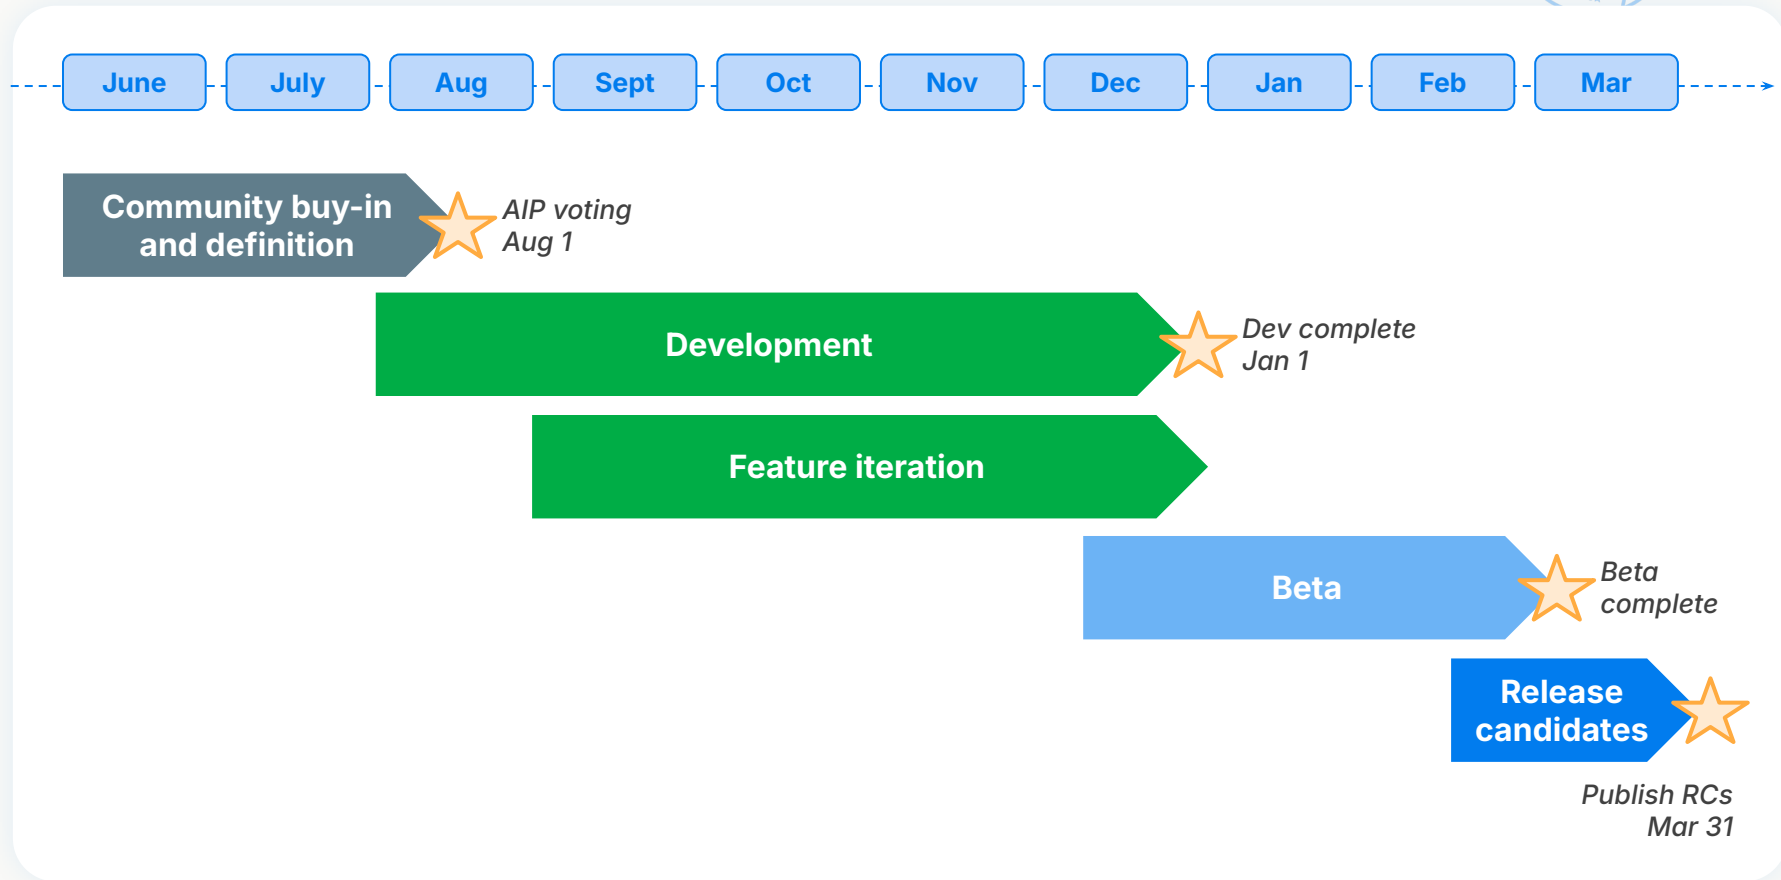 June
July
Aug
Sept
Oct
Nov
Dec
Jan
Feb
Mar
Community buy-in
and definition
AIP voting
Aug 1
Development
Dev complete
Jan 1
Feature iteration
Beta
Beta
complete
Release
candidates
Publish RCs
Mar 31